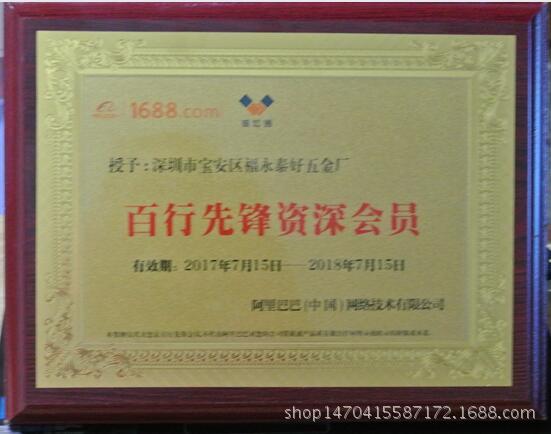 1688.com
诚信通
授予：深圳市宝安区福永泰好五金厂
百行先锋资深会员
有效期：2017年7月15日——2018年7月15日
阿里巴巴（中国）网络技术有限公司
shop1470415587172.1688.com